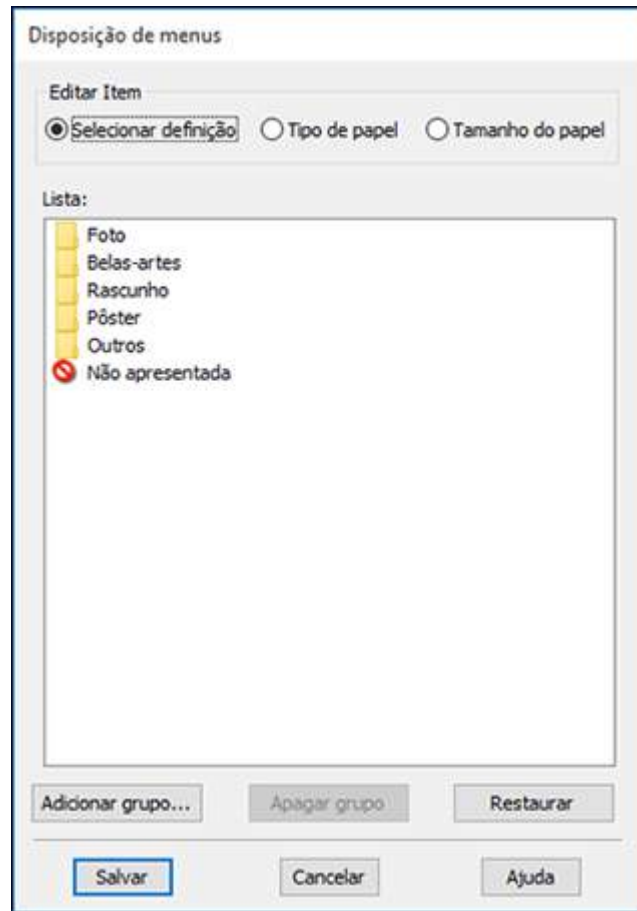 Disposição de menus
Editar Item
Selecionar definição Tipo de papel Tamanho do papel
Lista:
Foto
Belas-artes
Rascunho
Pôster
Outros
Não apresentada
Adicionar grupo... Apagar grupo Restaurar
Salvar Cancelar Ajuda